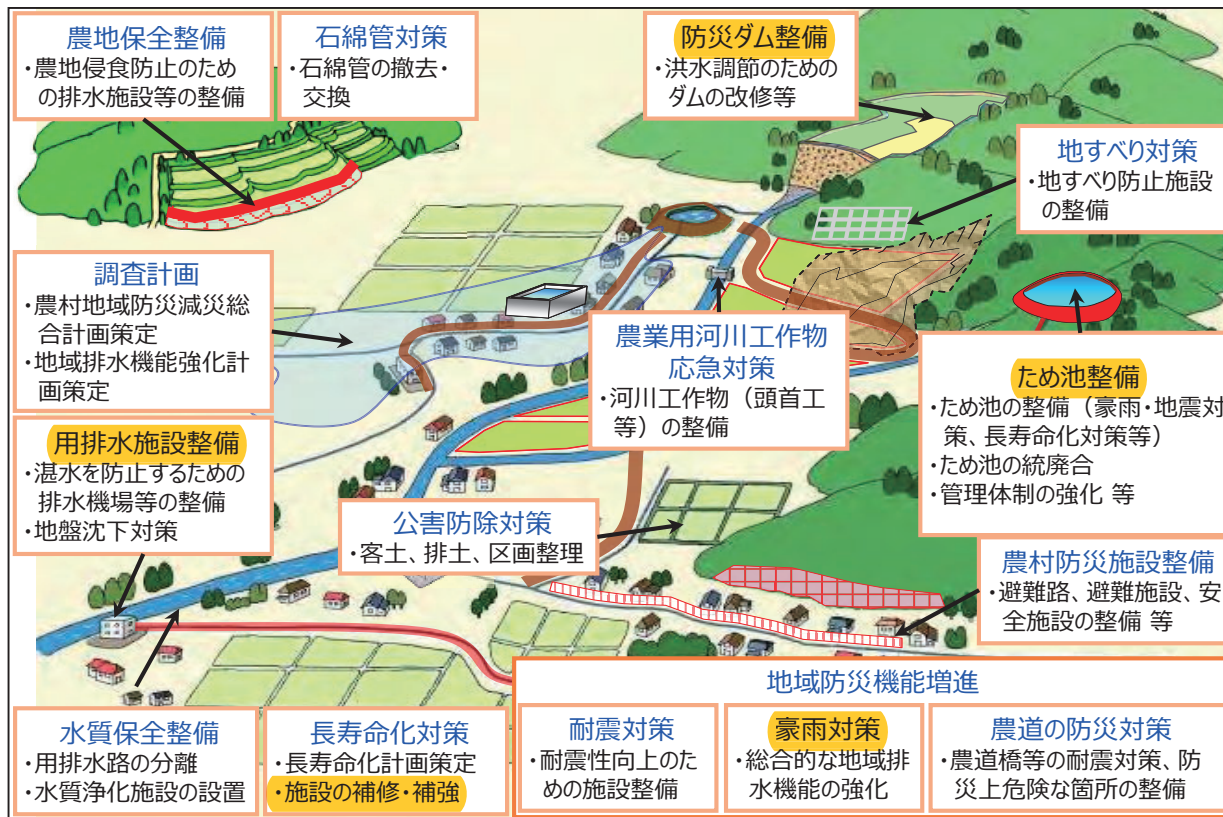 農地保全整備
・農地侵食防止のため
の排水施設等の整備
石綿管対策
・石綿管の撤去・
交換
防災ダム整備
・洪水調節のための
ダムの改修等
地すべり対策
・地すべり防止施設
の整備
調査計画
・農村地域防災減災総
合計画策定
・地域排水機能強化計
画策定
農業用河川工作物
応急対策
・河川工作物（頭首工
等）の整備
ため池整備
・ため池の整備（豪雨・地震対
策、長寿命化対策等）
・ため池の統廃合
・管理体制の強化 等
用排水施設整備
・湛水を防止するための
排水機場等の整備
・地盤沈下対策
公害防除対策
・客土、排土、区画整理
農村防災施設整備
・避難路、避難施設、安
全施設の整備 等
水質保全整備
・用排水路の分離
・水質浄化施設の設置
長寿命化対策
・長寿命化計画策定
・施設の補修・補強
地域防災機能増進
耐震対策
・耐震性向上のた
めの施設整備
豪雨対策
・総合的な地域排
水機能の強化
農道の防災対策
・農道橋等の耐震対策、防
災上危険な箇所の整備